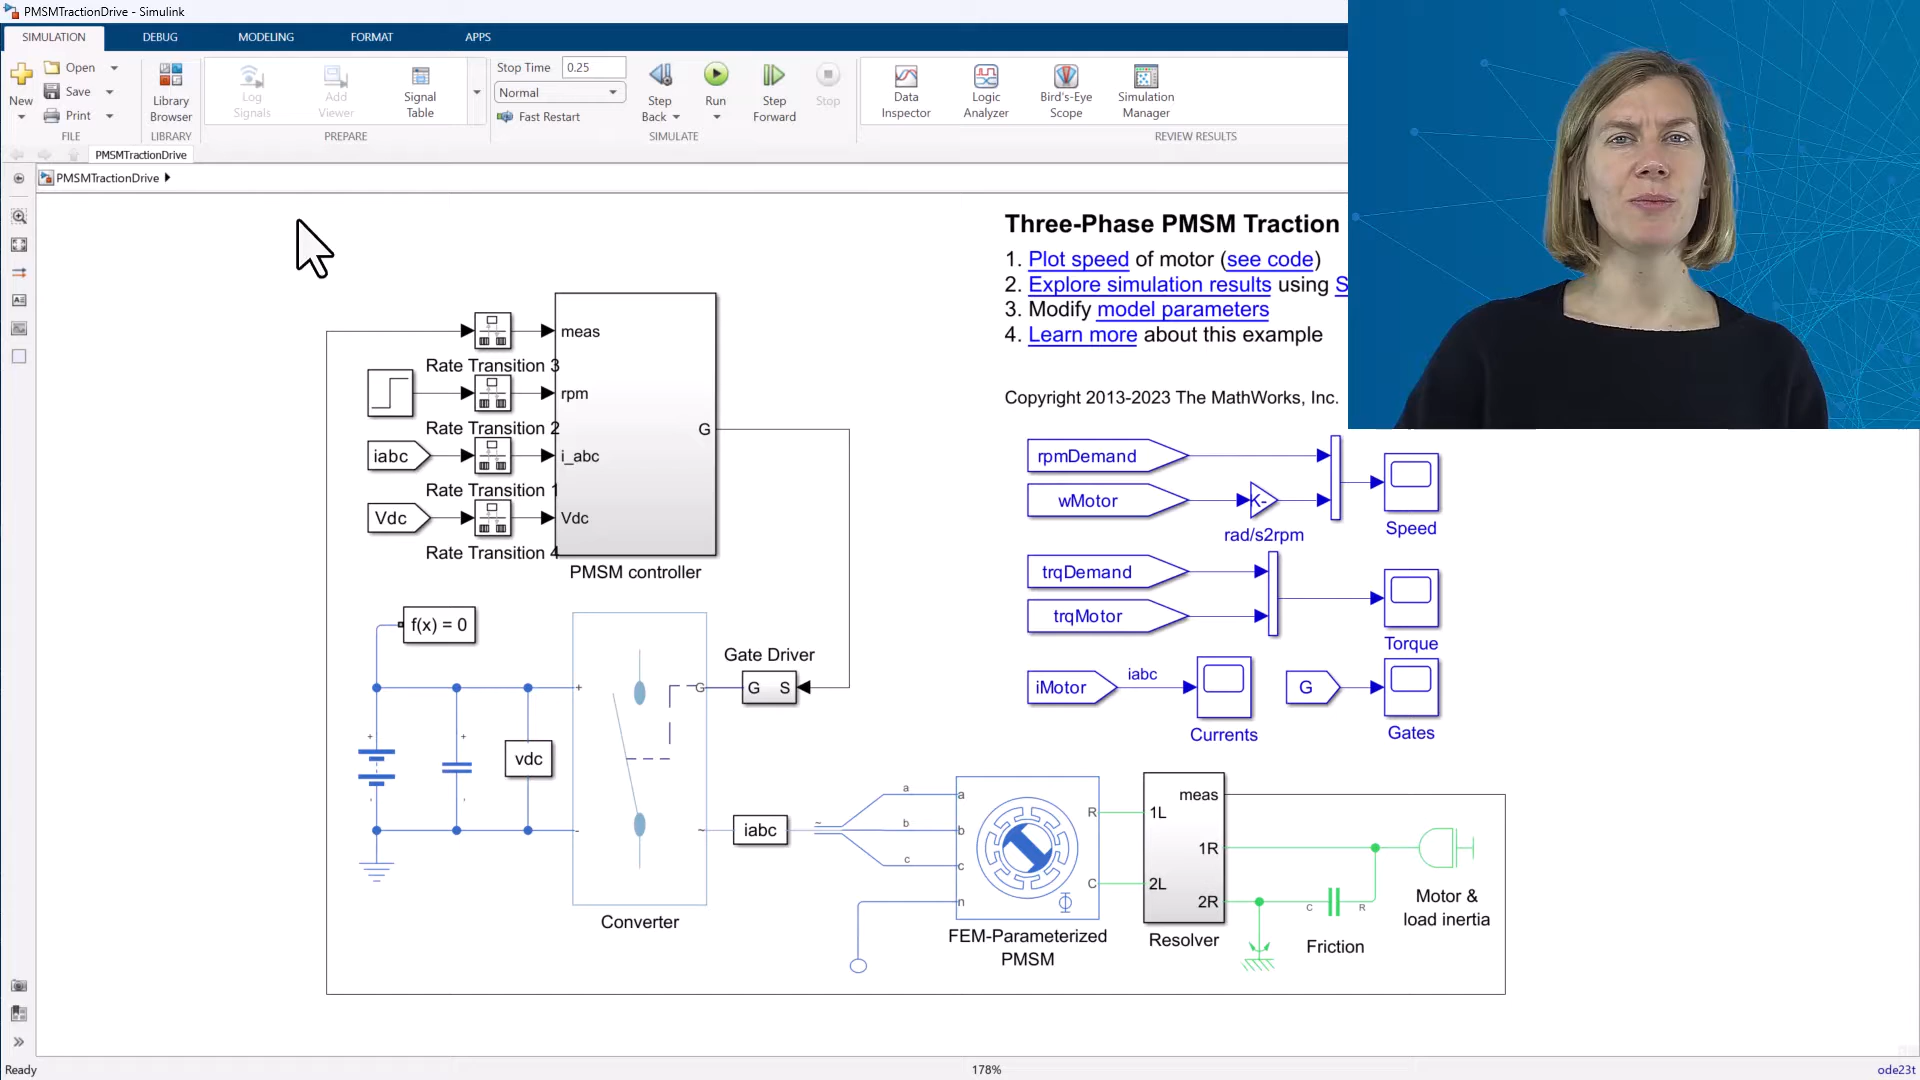 PMSMTractionDrive - Simulink
SIMULATION
DEBUG
MODELING
FORMAT
APPS
New
Open
Save
Print
FILE
Library
Browser
LIBRARY
Log
Signals
Add
Viewer
Signal
Table
PREPARE
Stop Time
0.25
Normal
Fast Restart
Step
Back
Run
Step
Forward
Stop
SIMULATE
Data
Inspector
Logic
Analyzer
Bird's-Eye
Scope
Simulation
Manager
REVIEW RESULTS
PMSMTractionDrive
PMSMTractionDrive
Three-Phase PMSM Traction
1. Plot speed of motor (see code)
2. Explore simulation results using S
3. Modify model parameters
4. Learn more about this example
Copyright 2013-2023 The MathWorks, Inc.
meas
Rate Transition 3
rpm
Rate Transition 2
iabc
i_abc
Rate Transition 1
Vdc
Vdc
Rate Transition 4
G
PMSM controller
rpmDemand
wMotor
K-
rad/s2rpm
Speed
trqDemand
trqMotor
Torque
iMotor
iabc
Currents
G
Gates
f(x) = 0
Gate Driver
G S
+
G
+
+
vdc
-
~
Converter
iabc
~
a
b
c
a
b
c
n
R
C
FEM-Parameterized
PMSM
meas
1L
1R
2L
2R
Resolver
C
R
Friction
Motor &
load inertia
Ready
178%
ode23t